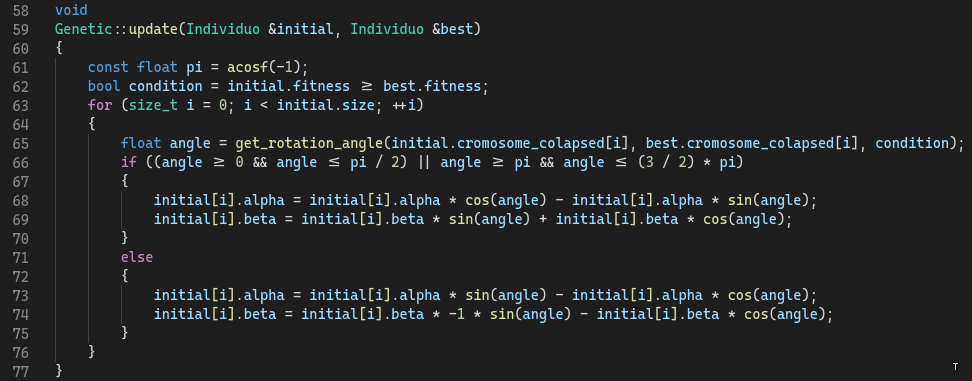 58 void
59 Genetic::update(Individuo &initial, Individuo &best)
60 {
61     const float pi = acosf(-1);
62     bool condition = initial.fitness ≥ best.fitness;
63     for (size_t i = 0; i < initial.size; ++i)
64     {
65         float angle = get_rotation_angle(initial.cromosome_colapsed[i], best.cromosome_colapsed[i], condition);
66         if ((angle ≥ 0 && angle ≤ pi / 2) || angle ≥ pi && angle ≤ (3 / 2) * pi)
67         {
68             initial[i].alpha = initial[i].alpha * cos(angle) - initial[i].alpha * sin(angle);
69             initial[i].beta = initial[i].beta * sin(angle) + initial[i].beta * cos(angle);
70         }
71         else
72         {
73             initial[i].alpha = initial[i].alpha * sin(angle) - initial[i].alpha * cos(angle);
74             initial[i].beta = initial[i].beta * -1 * sin(angle) - initial[i].beta * cos(angle);
75         }
76     }
77 }